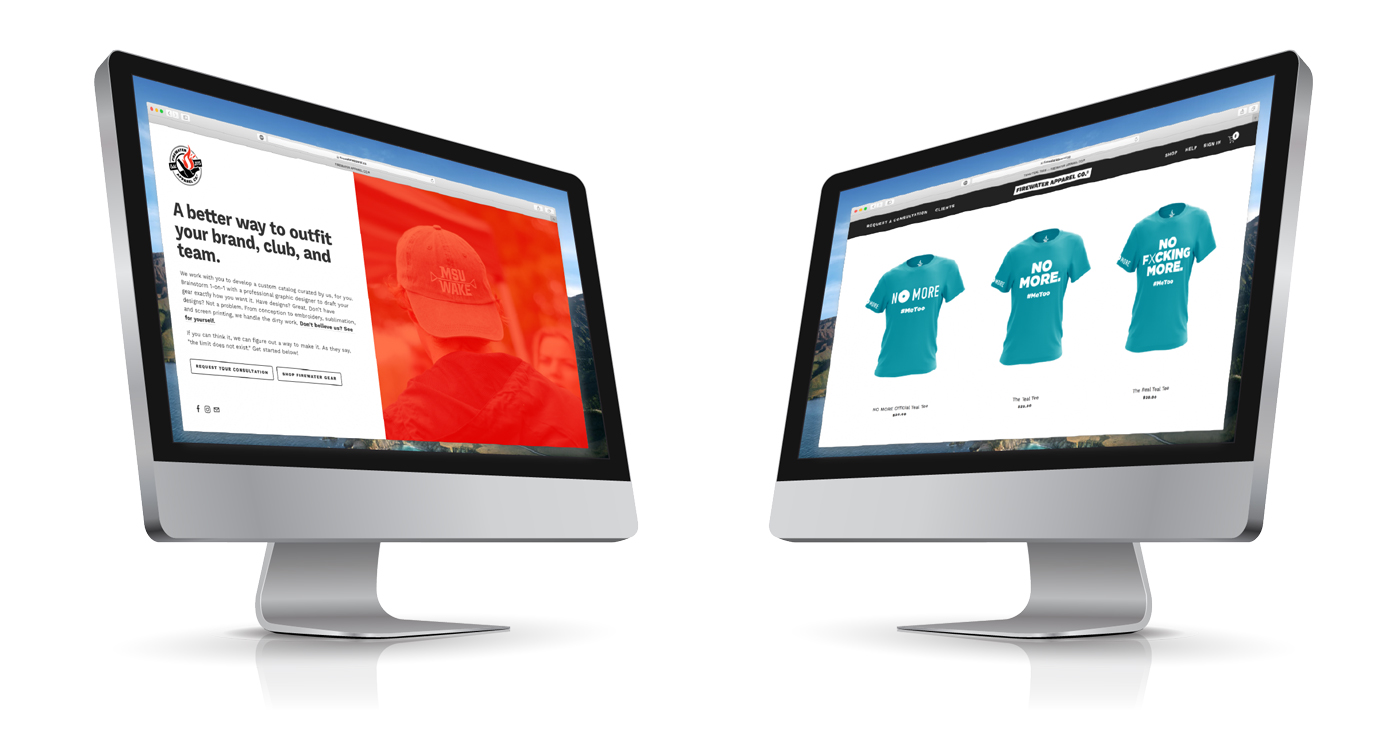 FIREWATER
APPAREL CO.
A better way to outfit
your brand, club, and
team.
We work with you to develop a custom catalog curated by us, for you.
Brainstorm 1-on-1 with a professional graphic designer to draft your
gear exactly how you want it. Have designs? Great. Don't have
designs? Not a problem. From conception to embroidery, sublimation,
and screen printing, we handle the dirty work. Don't believe us? See
for yourself.
If you can think it, we can figure out a way to make it. As they say,
"the limit does not exist." Get started below!
REQUEST YOUR CONSULTATION
SHOP FIREWATER GEAR
MSU
WAKE
REQUEST A CONSULTATION
CLIENTS
FIREWATER APPAREL CO.
SHOP
HELP
SIGN IN
NO MORE
#MeToo
NO
MORE.
#MeToo
MORE
NO
FXCKING
MORE.
#MeToo
NO MORE Official Teal Tee
The Teal Tee
The Real Teal Tee